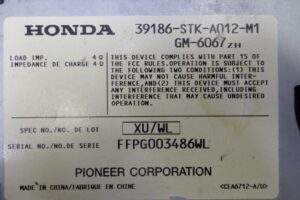 HONDA 39186-STK-A012-M1
GM-6067ZH
LOAD IMP. 4Ω
IMPEDANCE DE CHARGE 4Ω
THIS DEVICE COMPLIES WITH PART 15 OF
THE FCC RULES.OPERATION IS SUBJECT TO
THE FOLLOWING TWO CONDITIONS:(1) THIS
DEVICE MAY NOT CAUSE HARMFUL INTER-
FERENCE,AND(2) THIS DEVICE MUST ACCEPT
ANY INTERFERENCE RECEIVED,INCLUDING
INTERFERENCE THAT MAY CAUSE UNDESIRED
OPERATION.
SPEC NO./NO DE LOT XU/WL
SERIAL NO./NO DE SERIE FFPG003486WL
PIONEER CORPORATION
MADE IN CHINA/FABRIQUE EN CHINE <CEA6712-A/U>